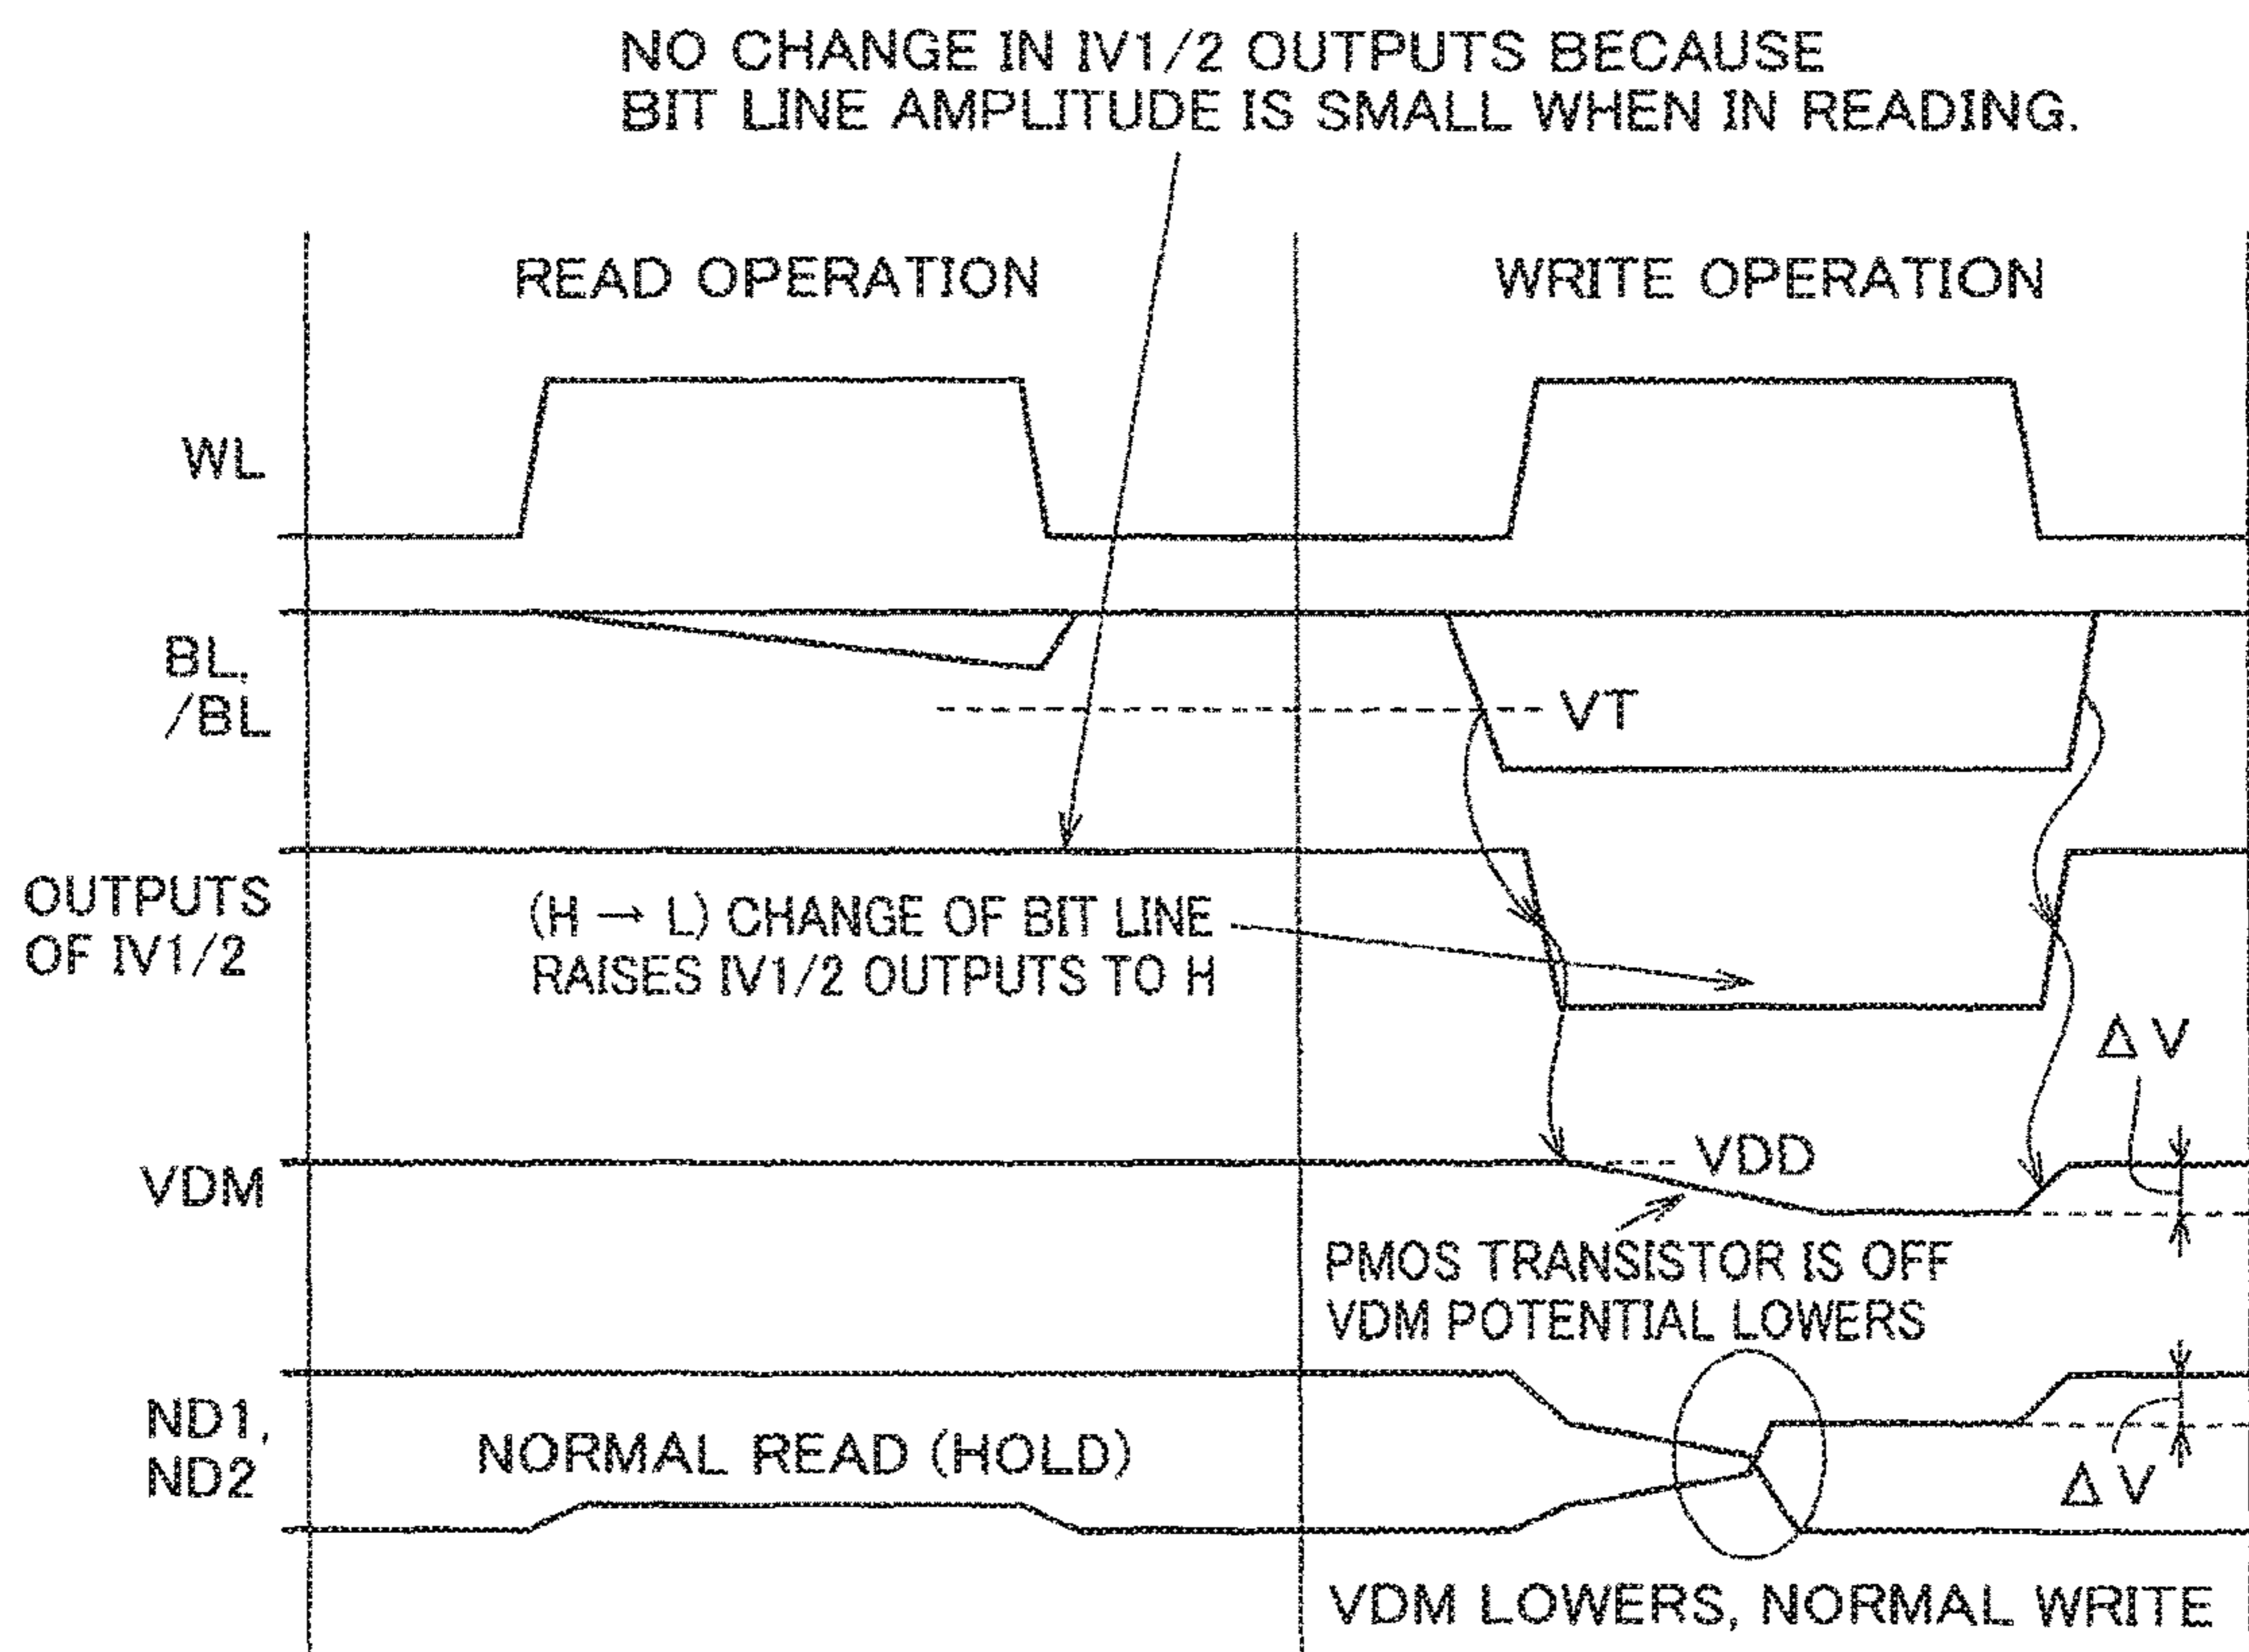 NO CHANGE IN IV1/2 OUTPUTS BECAUSE
BIT LINE AMPLITUDE IS SMALL WHEN IN READING.
READ OPERATION
WRITE OPERATION
WL
BL,
/BL
VT
OUTPUTS
OF IV1/2
(H → L) CHANGE OF BIT LINE
RAISES IV1/2 OUTPUTS TO H
Δ V
VDM
VDD
PMOS TRANSISTOR IS OFF
VDM POTENTIAL LOWERS
ND1,
ND2
NORMAL READ (HOLD)
Δ V
VDM LOWERS, NORMAL WRITE